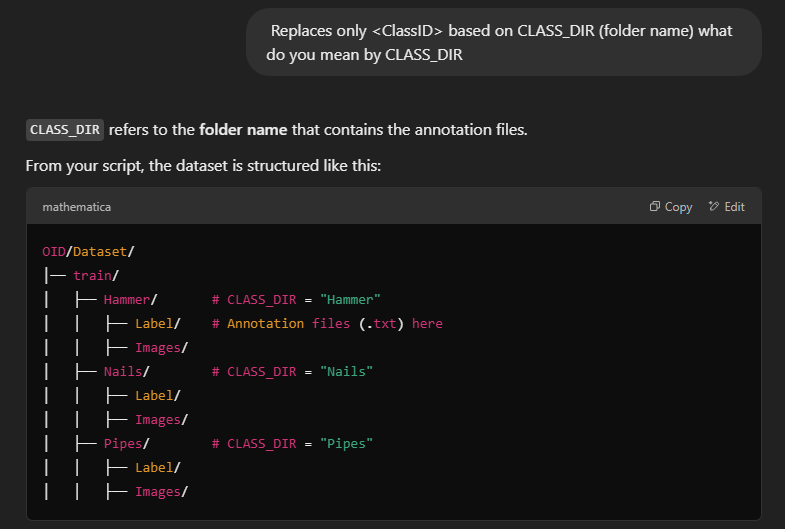 Replaces only <ClassID> based on CLASS_DIR (folder name) what
do you mean by CLASS_DIR
CLASS_DIR refers to the folder name that contains the annotation files.
From your script, the dataset is structured like this:
mathematica Copy Edit
OID/Dataset/
├── train/
│   ├── Hammer/       # CLASS_DIR = "Hammer"
│   │   ├── Label/    # Annotation files (.txt) here
│   │   ├── Images/
│   ├── Nails/        # CLASS_DIR = "Nails"
│   │   ├── Label/
│   │   ├── Images/
│   ├── Pipes/        # CLASS_DIR = "Pipes"
│   │   ├── Label/
│   │   ├── Images/